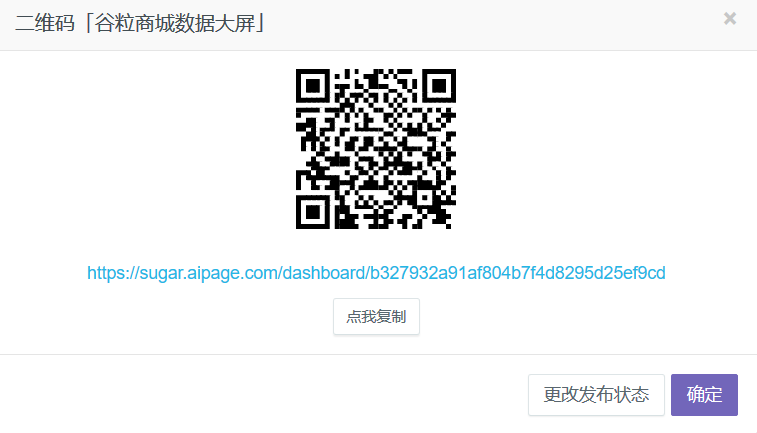 二维码「谷粒商城数据大屏」
×
https://sugar.aipage.com/dashboard/b327932a91af804b7f4d8295d25ef9cd
点我复制
更改发布状态
确定